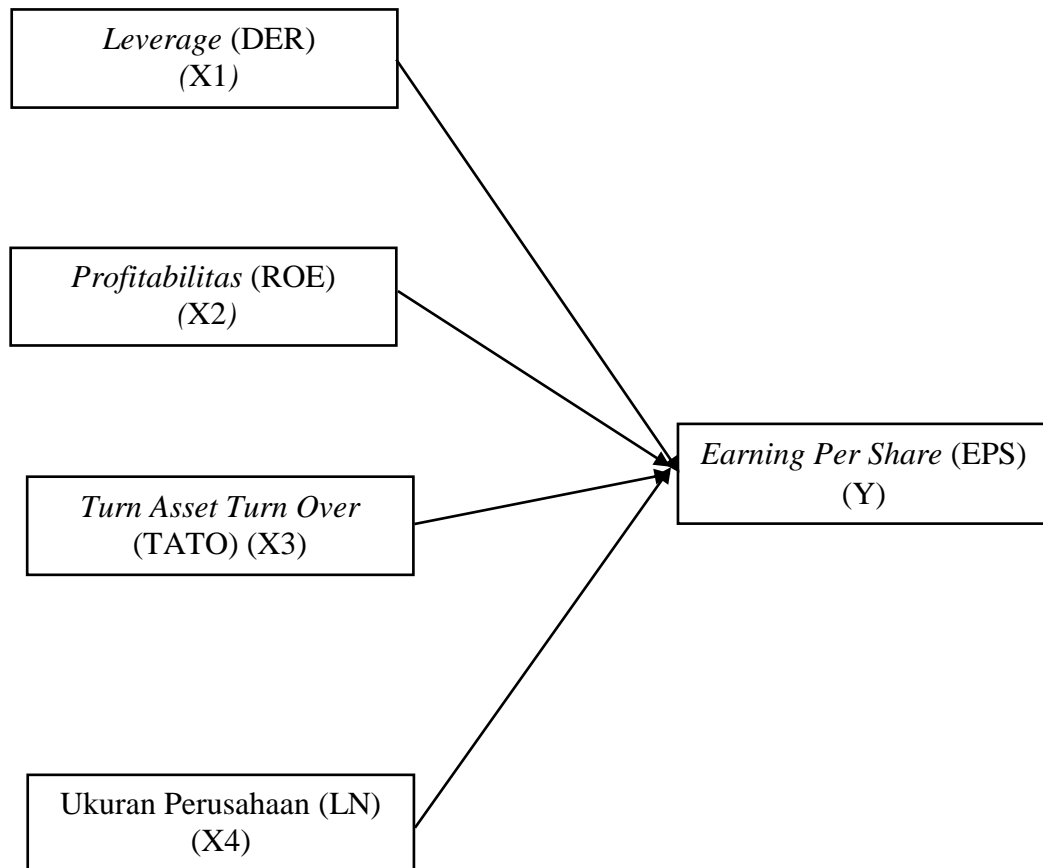 Leverage (DER)
(X1)
Profitabilitas (ROE)
(X2)
Earning Per Share (EPS)
(Y)
Turn Asset Turn Over
(TATO) (X3)
Ukuran Perusahaan (LN)
(X4)